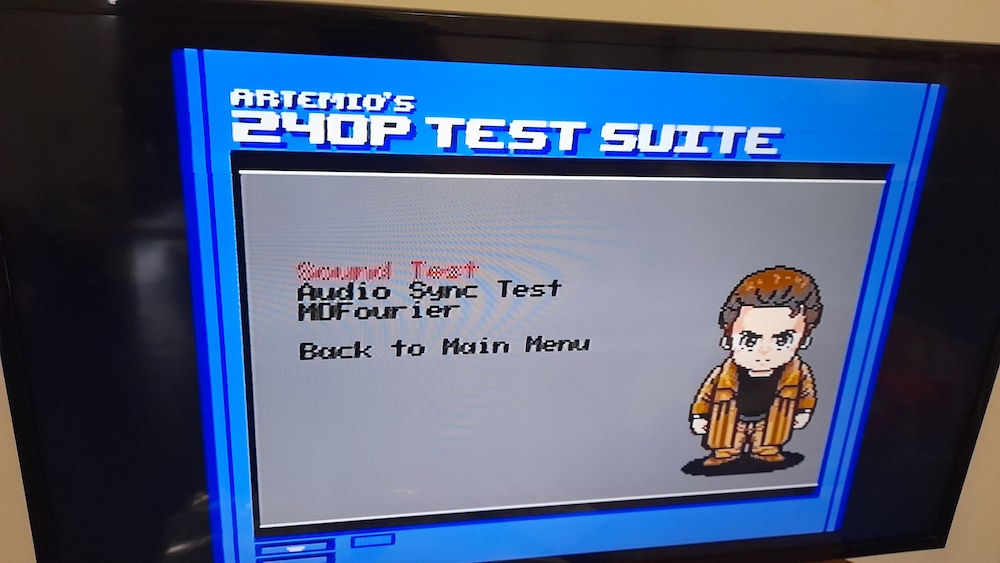 ARTEMIO'S
240P TEST SUITE
Sound Test
Audio Sync Test
MDFourier
Back to Main Menu